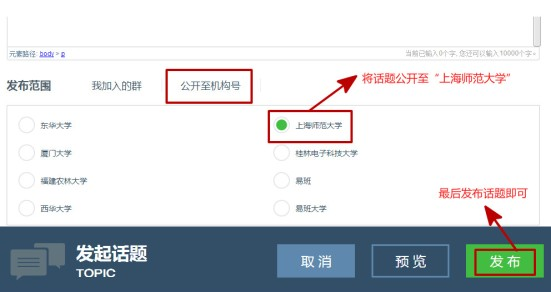 元素路径: body > p
当前已输入0个字, 您还可以输入10000个字。
发布范围 我加入的群 公开至机构号
将话题公开至“上海师范大学”
东华大学 上海师范大学
厦门大学 桂林电子科技大学
福建农林大学 易班
最后发布话题即可
西华大学 易班大学
发起话题
TOPIC
取消 预览 发布